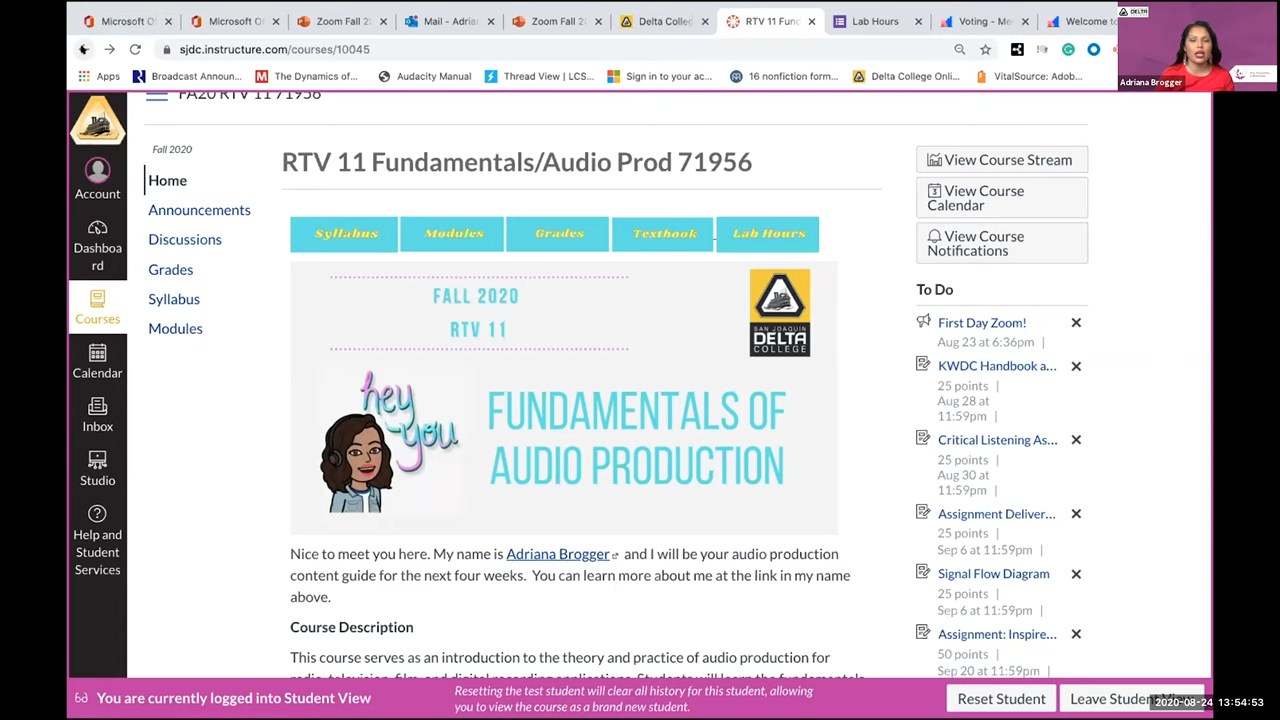 Microsoft O
Microsoft O
Zoom Fall 2
Mail - Adria
Zoom Fall 2
Delta Colleg
RTV 11 Fund
Lab Hours
Voting - Me
Welcome to
sjdc.instructure.com/courses/10045
Apps
Broadcast Announ...
The Dynamics of...
Audacity Manual
Thread View | LCS...
Sign in to your ac...
16 nonfiction form...
Delta College Onli...
VitalSource: Adob...
DELTA
Adriana Brogger
FA20 RTV 11 71956
Account
Dashboa
rd
Courses
Calendar
Inbox
Studio
Help and
Student
Services
Fall 2020
Home
Announcements
Discussions
Grades
Syllabus
Modules
RTV 11 Fundamentals/Audio Prod 71956
Syllabus
Modules
Grades
Textbook
Lab Hours
FALL 2020
RTV 11
SAN JOAQUIN
DELTA
COLLEGE
hey
-you
FUNDAMENTALS OF
AUDIO PRODUCTION
Nice to meet you here. My name is Adriana Brogger and I will be your audio production
content guide for the next four weeks. You can learn more about me at the link in my name
above.
Course Description
This course serves as an introduction to the theory and practice of audio production for
View Course Stream
View Course
Calendar
View Course
Notifications
To Do
First Day Zoom!
Aug 23 at 6:36pm |
KWDC Handbook a...
25 points |
Aug 28 at
11:59pm |
Critical Listening As...
25 points |
Aug 30 at
11:59pm |
Assignment Deliver...
25 points |
Sep 6 at 11:59pm |
Signal Flow Diagram
25 points |
Sep 6 at 11:59pm |
Assignment: Inspire...
50 points |
Sep 20 at 11:59pm |
You are currently logged into Student View
Resetting the test student will clear all history for this student, allowing
you to view the course as a brand new student.
Reset Student
Leave Student View
2020-08-24 13:54:53